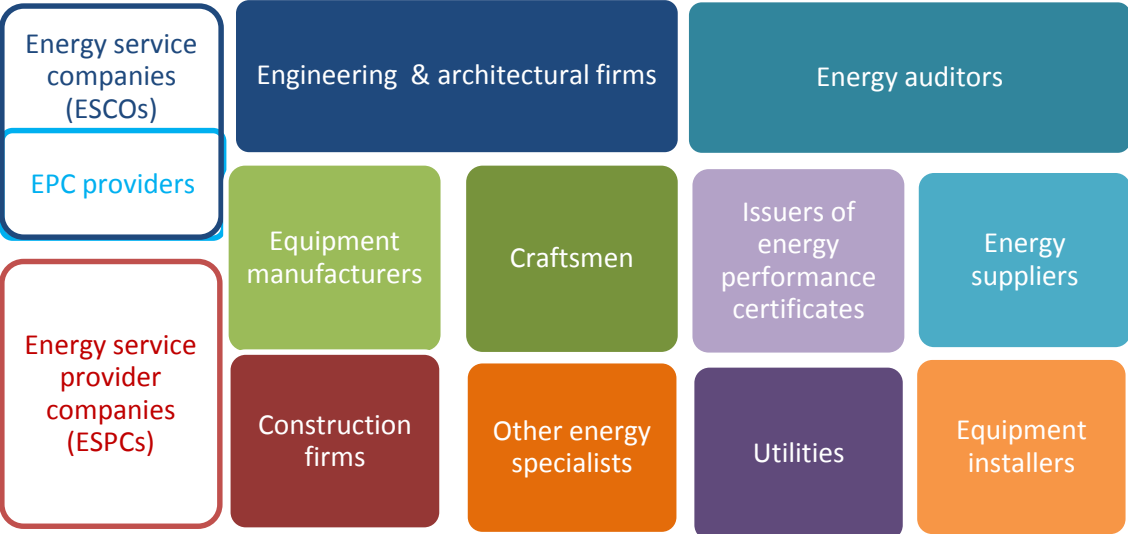 Energy service
companies
(ESCOs)
EPC providers
Energy service
provider
companies
(ESPCs)
Engineering & architectural firms
Energy auditors
Equipment
manufacturers
Craftsmen
Issuers of
energy
performance
certificates
Energy
suppliers
Construction
firms
Other energy
specialists
Utilities
Equipment
installers